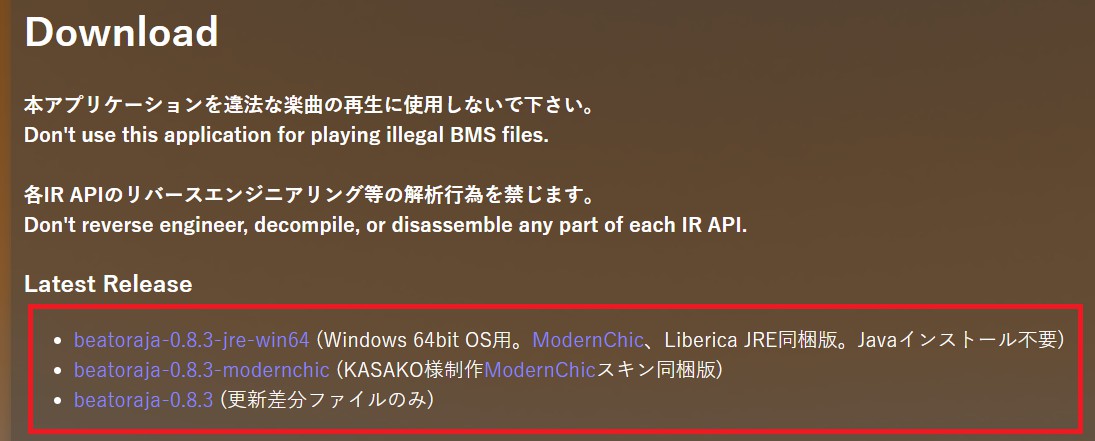 Download
本アプリケーションを違法な楽曲の再生に使用しないで下さい。
Don't use this application for playing illegal BMS files.
各IR APIのリバースエンジニアリング等の解析行為を禁じます。
Don't reverse engineer, decompile, or disassemble any part of each IR API.
Latest Release
• beatoraja-0.8.3-jre-win64 (Windows 64bit OS用。ModernChic、Liberica JRE同梱版。Javaインストール不要)
• beatoraja-0.8.3-modernchic (KASAKO様制作ModernChicスキン同梱版)
• beatoraja-0.8.3 (更新差分ファイルのみ)